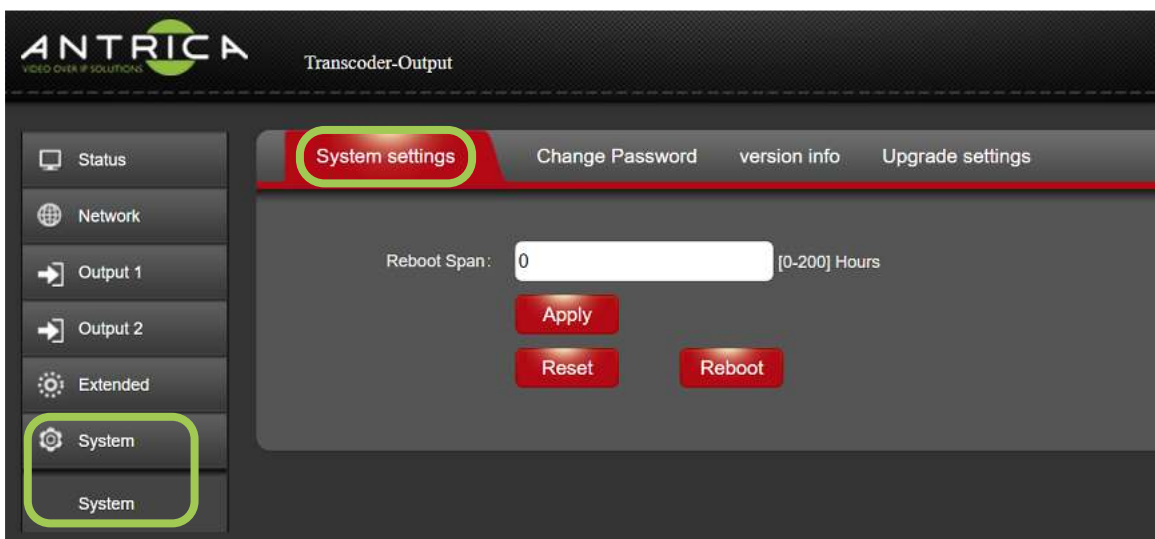 ANTRICA
VIDEO OVER IP SOLUTIONS
Transcoder-Output
Status
Network
Output 1
Output 2
Extended
System
System
System settings Change Password version info Upgrade settings
Reboot Span: 0 [0-200] Hours
Apply
Reset Reboot